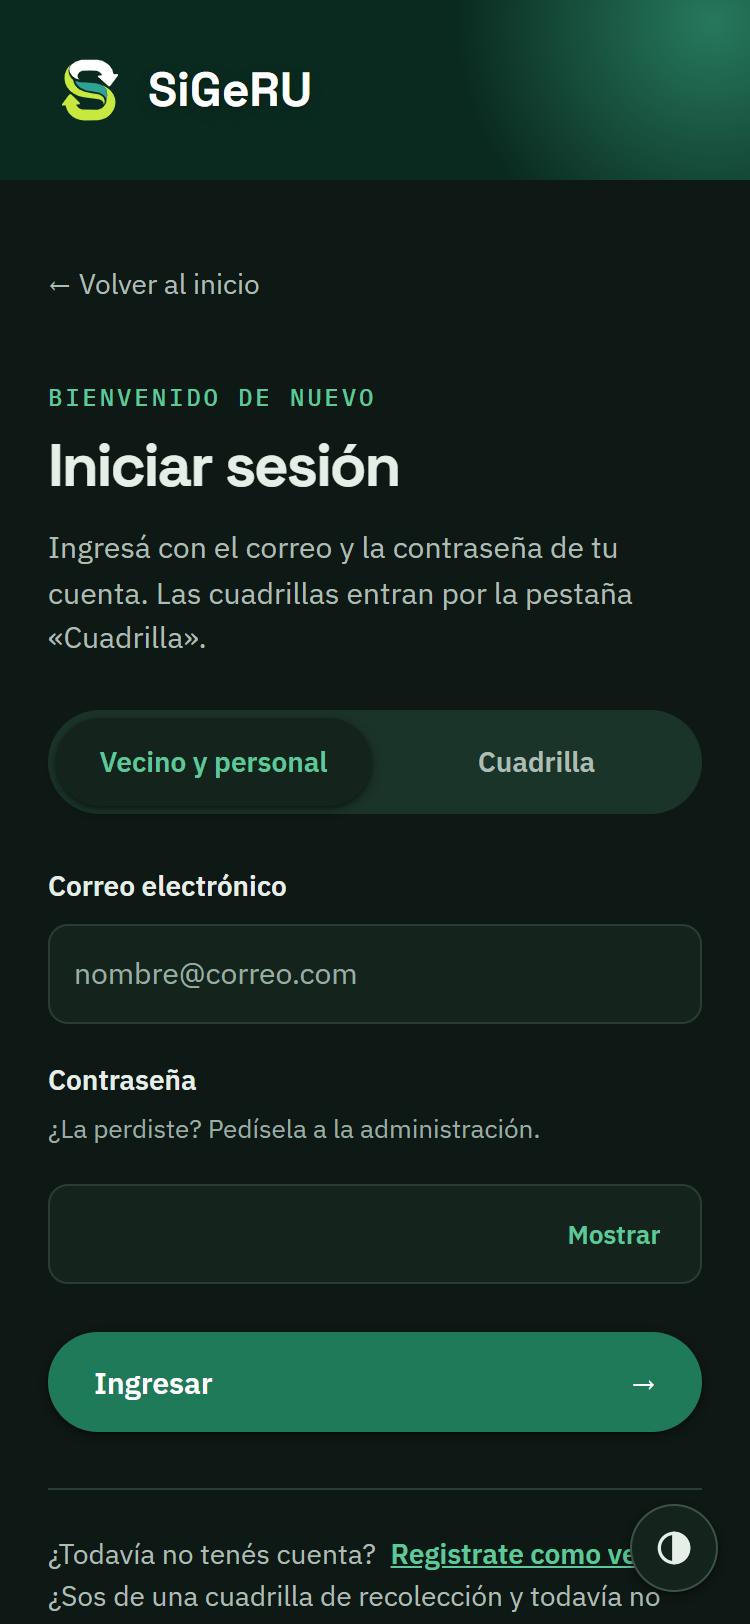 SiGeRU
← Volver al inicio
BIENVENIDO DE NUEVO
Iniciar sesión
Ingresá con el correo y la contraseña de tu
cuenta. Las cuadrillas entran por la pestaña
«Cuadrilla».
Vecino y personal
Cuadrilla
Correo electrónico
nombre@correo.com
Contraseña
¿La perdiste? Pedísela a la administración.
Mostrar
Ingresar →
¿Todavía no tenés cuenta? Registrate como
¿Sos de una cuadrilla de recolección y todavía no